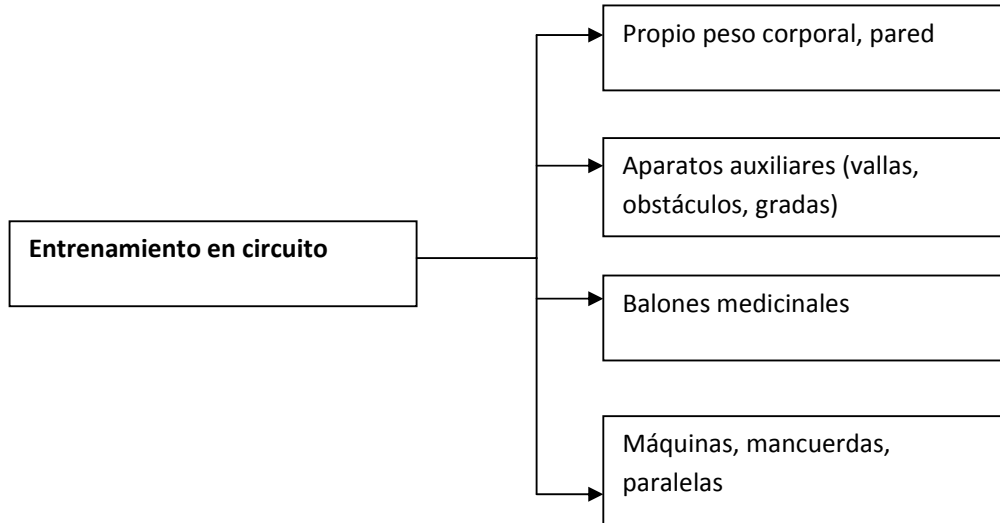 Propio peso corporal, pared
Aparatos auxiliares (vallas,
obstáculos, gradas)
Entrenamiento en circuito
Balones medicinales
Máquinas, mancuerdas,
paralelas